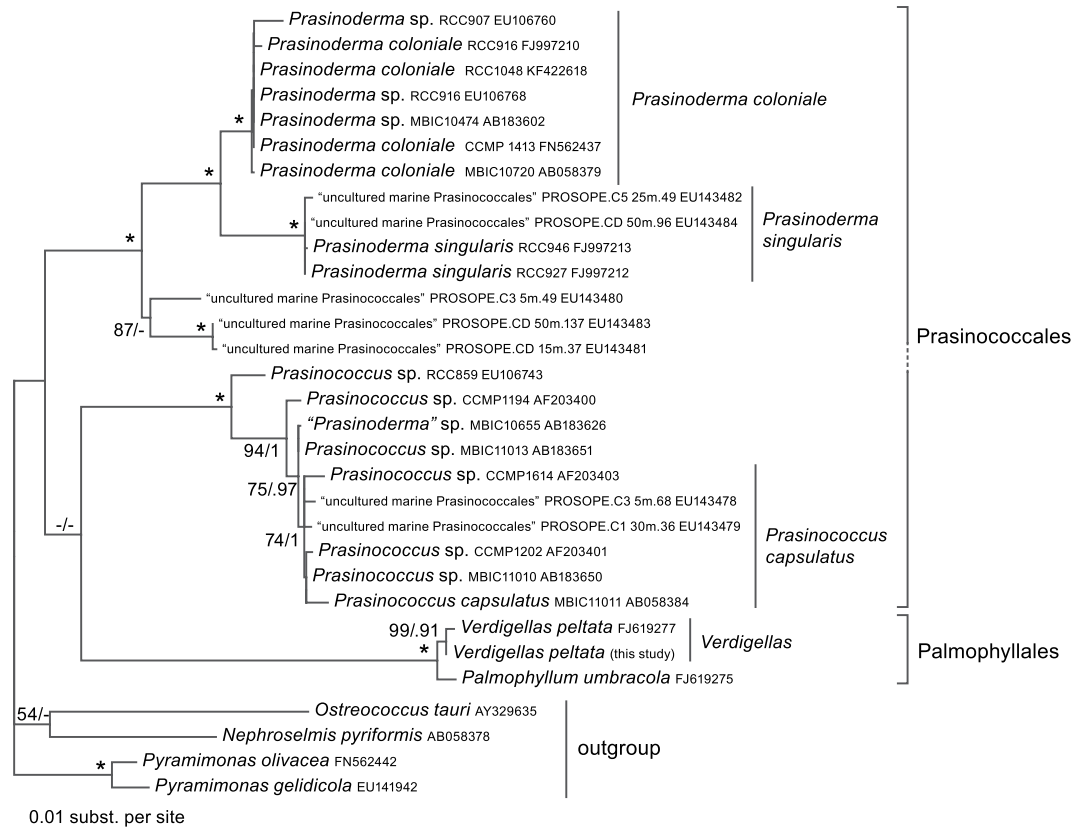 Prasinoderma sp. RCC907 EU106760
Prasinoderma coloniale RCC916 FJ997210
Prasinoderma coloniale RCC1048 KF422618
Prasinoderma sp. RCC916 EU106768
Prasinoderma coloniale
*
Prasinoderma sp. MBIC10474 AB183602
Prasinoderma coloniale CCMP 1413 FN562437
Prasinoderma coloniale MBIC10720 AB058379
*
“uncultured marine Prasinococcales” PROSOPE.C5 25m.49 EU143482
“uncultured marine Prasinococcales” PROSOPE.CD 50m.96 EU143484
*
Prasinoderma singularis RCC946 FJ997213
Prasinoderma singularis RCC927 FJ997212
Prasinoderma
singularis
*
“uncultured marine Prasinococcales” PROSOPE.C3 5m.49 EU143480
87/-
*
“uncultured marine Prasinococcales” PROSOPE.CD 50m.137 EU143483
“uncultured marine Prasinococcales” PROSOPE.CD 15m.37 EU143481
Prasinococcales
Prasinococcus sp. RCC859 EU106743
*
Prasinococcus sp. CCMP1194 AF203400
“Prasinoderma” sp. MBIC10655 AB183626
94/1
Prasinococcus sp. MBIC11013 AB183651
Prasinococcus sp. CCMP1614 AF203403
75/.97
“uncultured marine Prasinococcales” PROSOPE.C3 5m.68 EU143478
“uncultured marine Prasinococcales” PROSOPE.C1 30m.36 EU143479
-/-
74/1
Prasinococcus sp. CCMP1202 AF203401
Prasinococcus sp. MBIC11010 AB183650
Prasinococcus capsulatus MBIC11011 AB058384
Prasinococcus
capsulatus
99/.91
Verdigellas peltata FJ619277
*
Verdigellas peltata (this study)
Verdigellas
Palmophyllum umbracola FJ619275
Palmophyllales
54/-
Ostreococcus tauri AY329635
Nephroselmis pyriformis AB058378
*
Pyramimonas olivacea FN562442
Pyramimonas gelidicola EU141942
outgroup
0.01 subst. per site